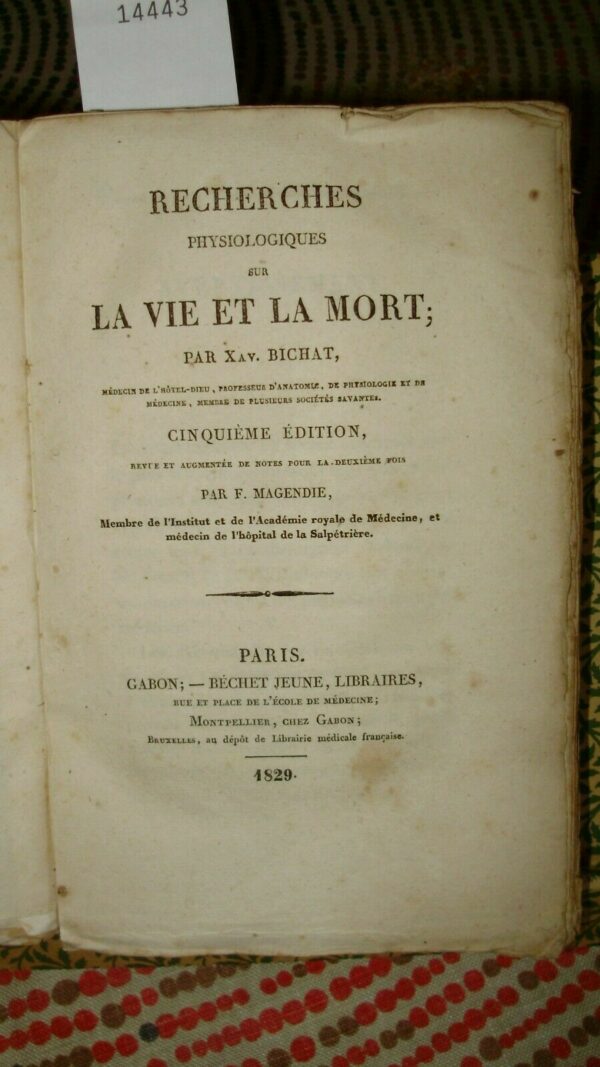 14443
RECHERCHES
PHYSIOLOGIQUES
SUR
LA VIE ET LA MORT;
PAR XAV. BICHAT,
MÉDECIN DE L'HÔTEL-DIEU, PROFESSEUR D'ANATOMIE, DE PHYSIOLOGIE ET DE
MÉDECINE, MEMBRE DE PLUSIEURS SOCIÉTÉS SAVANTES.
CINQUIÈME ÉDITION,
REVUE ET AUGMENTÉE DE NOTES POUR LA DEUXIÈME FOIS
PAR F. MAGENDIE,
Membre de l'Institut et de l'Académie royale de Médecine, et
médecin de l'hôpital de la Salpétrière.
PARIS.
GABON; — BÉCHET JEUNE, LIBRAIRES,
RUE ET PLACE DE L'ÉCOLE DE MÉDECINE;
MONTPELLIER, CHEZ GABON;
BRUXELLES, au dépôt de Librairie médicale française.
1829.